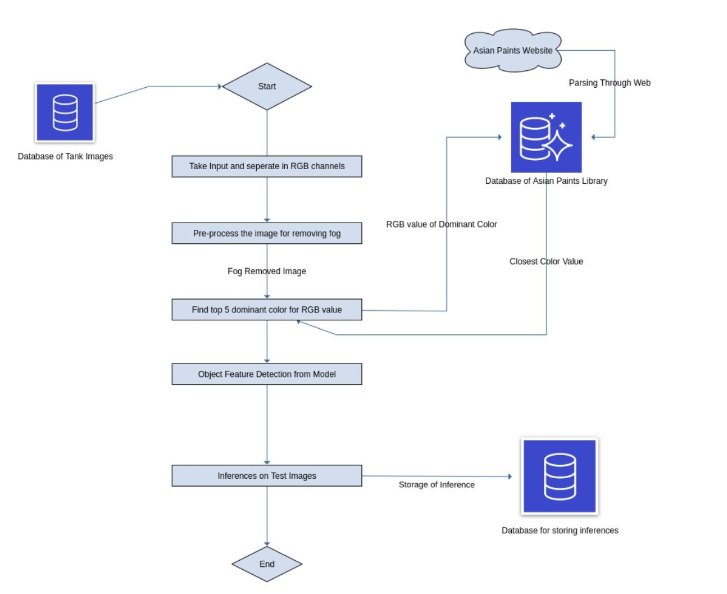 Asian Paints Website
Start
Parsing Through Web
Database of Tank Images
Take Input and seperate in RGB channels
Database of Asian Paints Library
Pre-process the image for removing fog
RGB value of Dominant Color
Fog Removed Image
Closest Color Value
Find top 5 dominant color for RGB value
Object Feature Detection from Model
Inferences on Test Images
Storage of Inference
Database for storing inferences
End